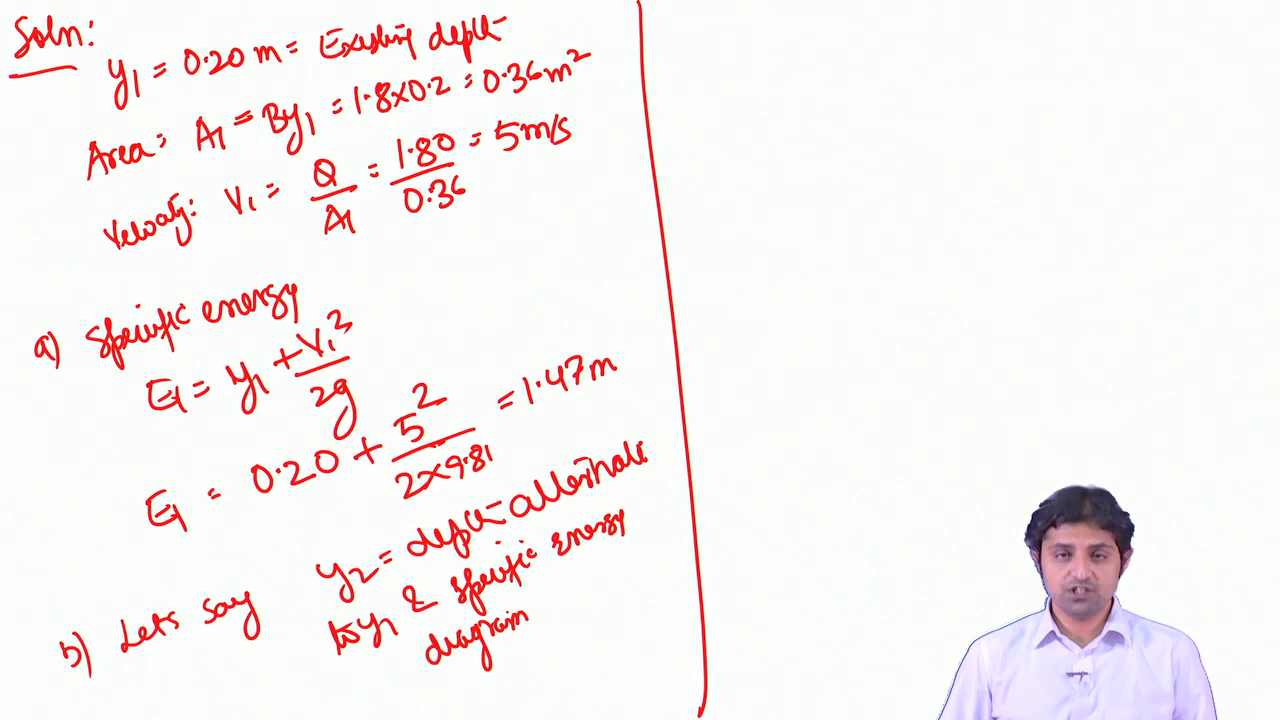 Soln:
y1 = 0.20 m = Existing depth
Area: A1 = By1 = 1.8×0.2 = 0.36 m²
Velocity: V1 = Q/A1 = 1.80/0.36 = 5 m/s
a) Specific energy
E1 = y1 + V1²/2g
E1 = 0.20 + 5²/2×9.81 = 1.47 m
b) Lets say y2 = depth alternate
to y1 & specific energy
diagram